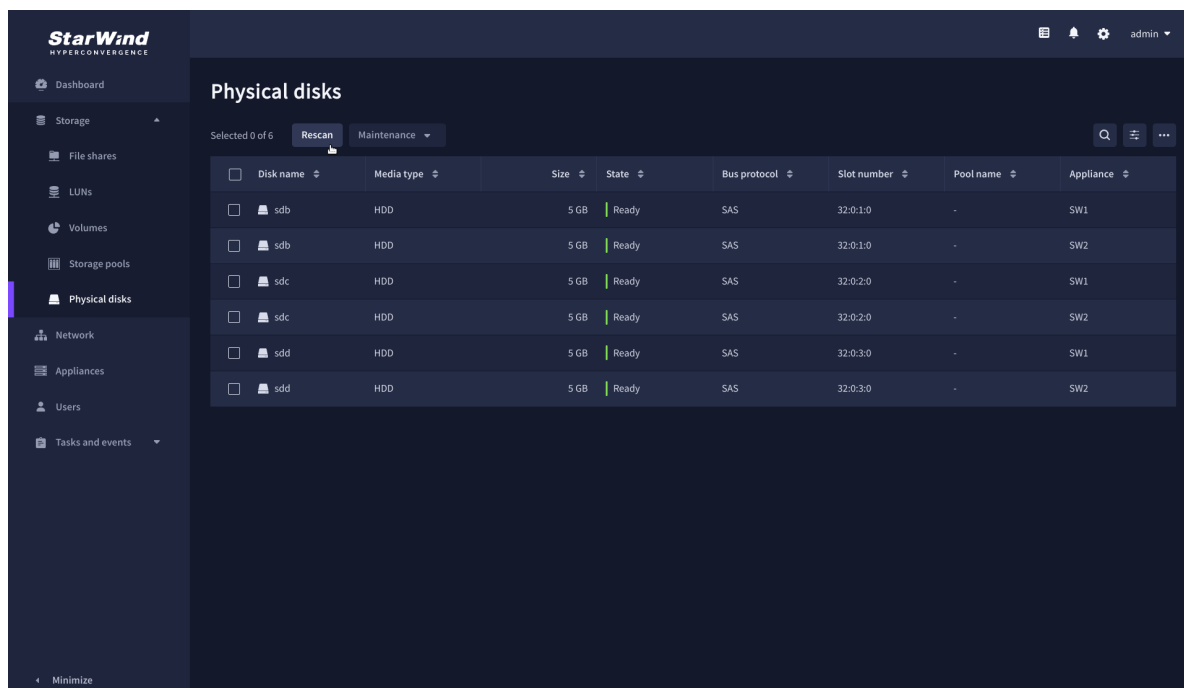 StarWind
HYPERCONVERGENCE
admin
Dashboard
Storage
File shares
LUNs
Volumes
Storage pools
Physical disks
Network
Appliances
Users
Tasks and events
Minimize
Physical disks
Selected 0 of 6 Rescan Maintenance
Disk name Media type Size State Bus protocol Slot number Pool name Appliance
sdb HDD 5 GB Ready SAS 32:0:1:0 - SW1
sdb HDD 5 GB Ready SAS 32:0:1:0 - SW2
sdc HDD 5 GB Ready SAS 32:0:2:0 - SW1
sdc HDD 5 GB Ready SAS 32:0:2:0 - SW2
sdd HDD 5 GB Ready SAS 32:0:3:0 - SW1
sdd HDD 5 GB Ready SAS 32:0:3:0 - SW2